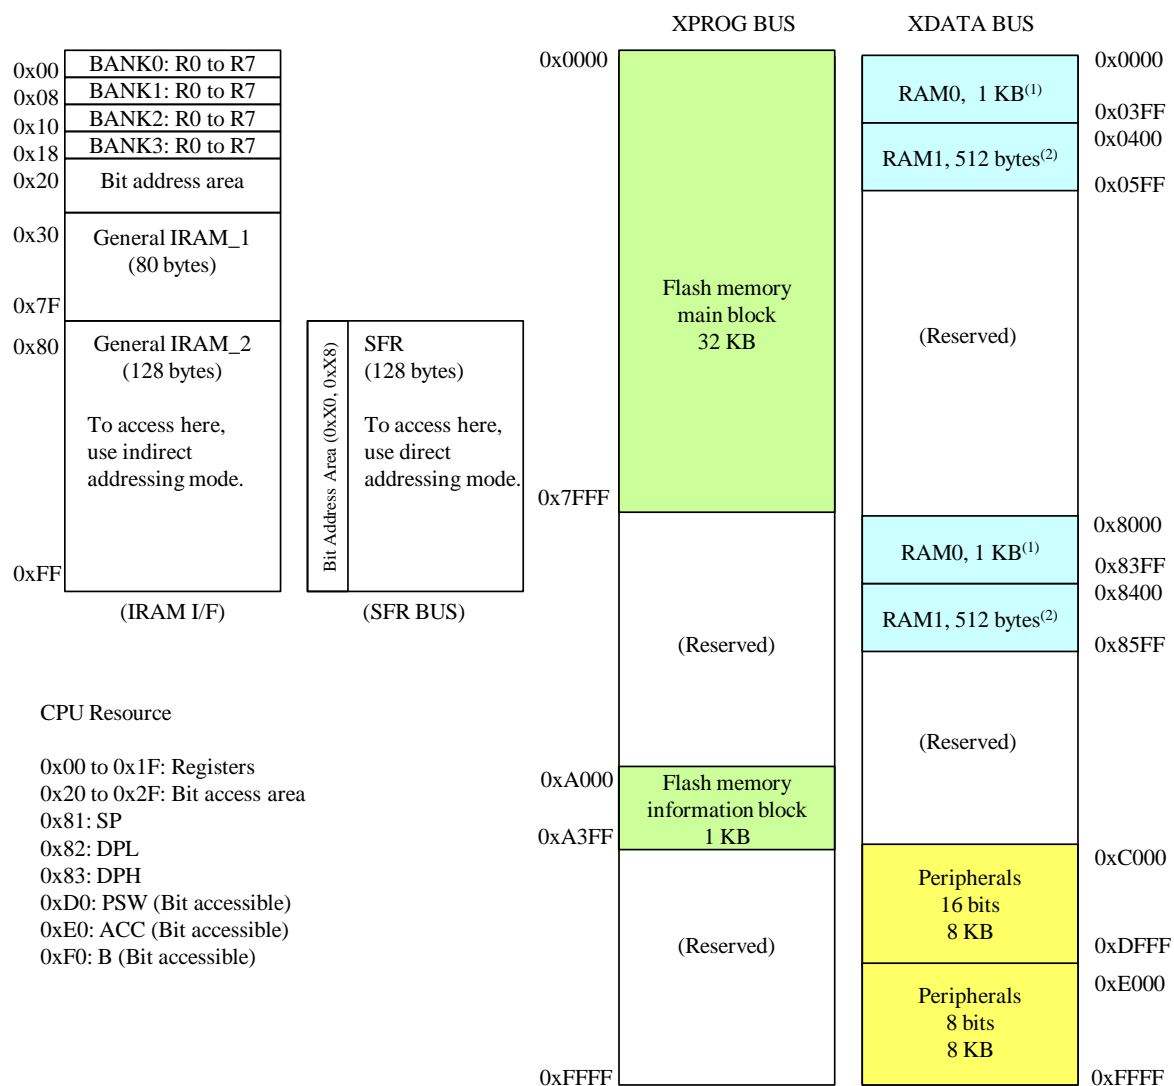 XPROG BUS
XDATA BUS
0x00
0x08
0x10
0x18
0x20
0x30
0x7F
0x80
0xFF
BANK0: R0 to R7
BANK1: R0 to R7
BANK2: R0 to R7
BANK3: R0 to R7
Bit address area
General IRAM_1
(80 bytes)
General IRAM_2
(128 bytes)
To access here,
use indirect
addressing mode.
(IRAM I/F)
Bit Address Area (0xX0, 0xX8)
SFR
(128 bytes)
To access here,
use direct
addressing mode.
(SFR BUS)
CPU Resource
0x00 to 0x1F: Registers
0x20 to 0x2F: Bit access area
0x81: SP
0x82: DPL
0x83: DPH
0xD0: PSW (Bit accessible)
0xE0: ACC (Bit accessible)
0xF0: B (Bit accessible)
0x0000
0x7FFF
0xA000
0xA3FF
0xFFFF
Flash memory
main block
32 KB
(Reserved)
Flash memory
information block
1 KB
(Reserved)
RAM0, 1 KB(1)
RAM1, 512 bytes(2)
(Reserved)
RAM0, 1 KB(1)
RAM1, 512 bytes(2)
(Reserved)
Peripherals
16 bits
8 KB
Peripherals
8 bits
8 KB
0x0000
0x03FF
0x0400
0x05FF
0x8000
0x83FF
0x8400
0x85FF
0xC000
0xDFFF
0xE000
0xFFFF